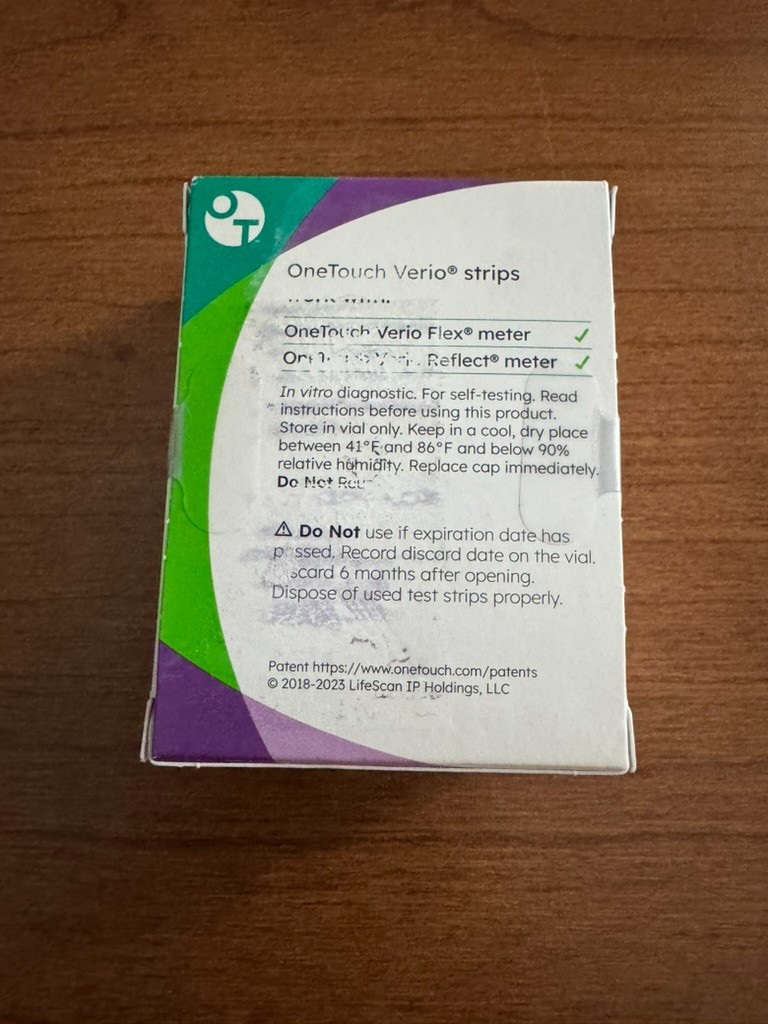 OT
OneTouch Verio® strips
OneTouch Verio Flex® meter ✓
Reflect® meter ✓
In vitro diagnostic. For self-testing. Read
instructions before using this product.
Store in vial only. Keep in a cool, dry place
between 41°F and 86°F and below 90%
relative humidity. Replace cap immediately.
Do Not
⚠ Do Not use if expiration date has
Record discard date on the vial.
6 months after opening.
Dispose of used test strips properly.
Patent https://www.onetouch.com/patents
© 2018-2023 LifeScan IP Holdings, LLC